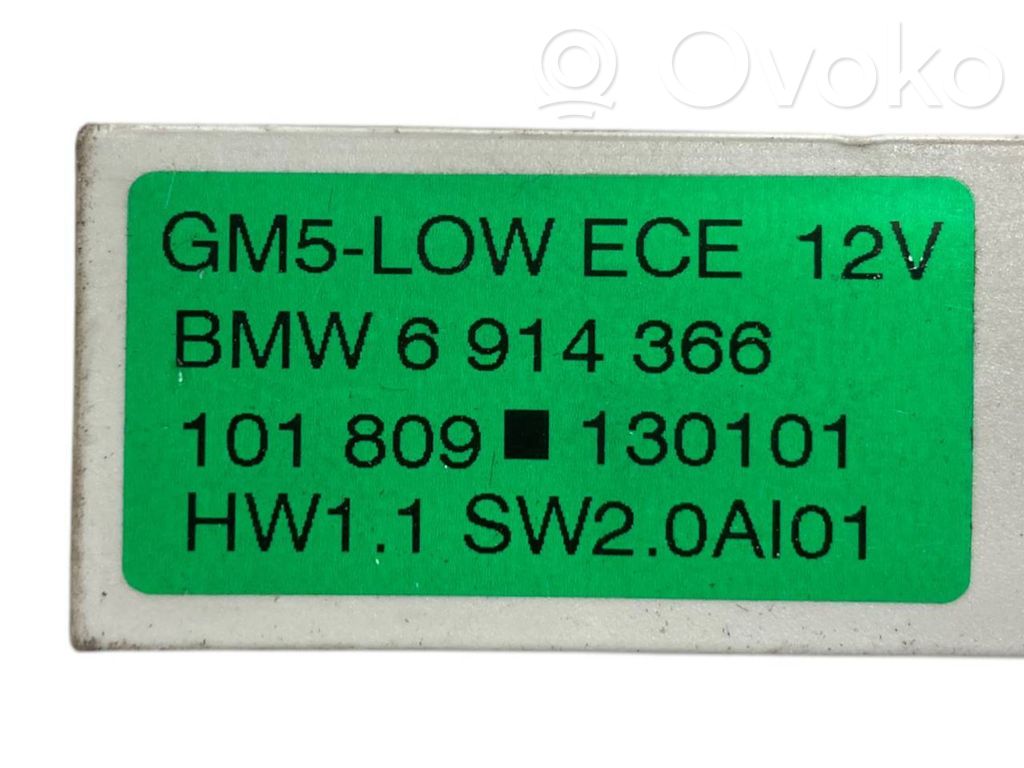 Ovoko
GM5-LOW ECE 12V
BMW 6 914 366
101 809 ■ 130101
HW1.1 SW2.0AI01